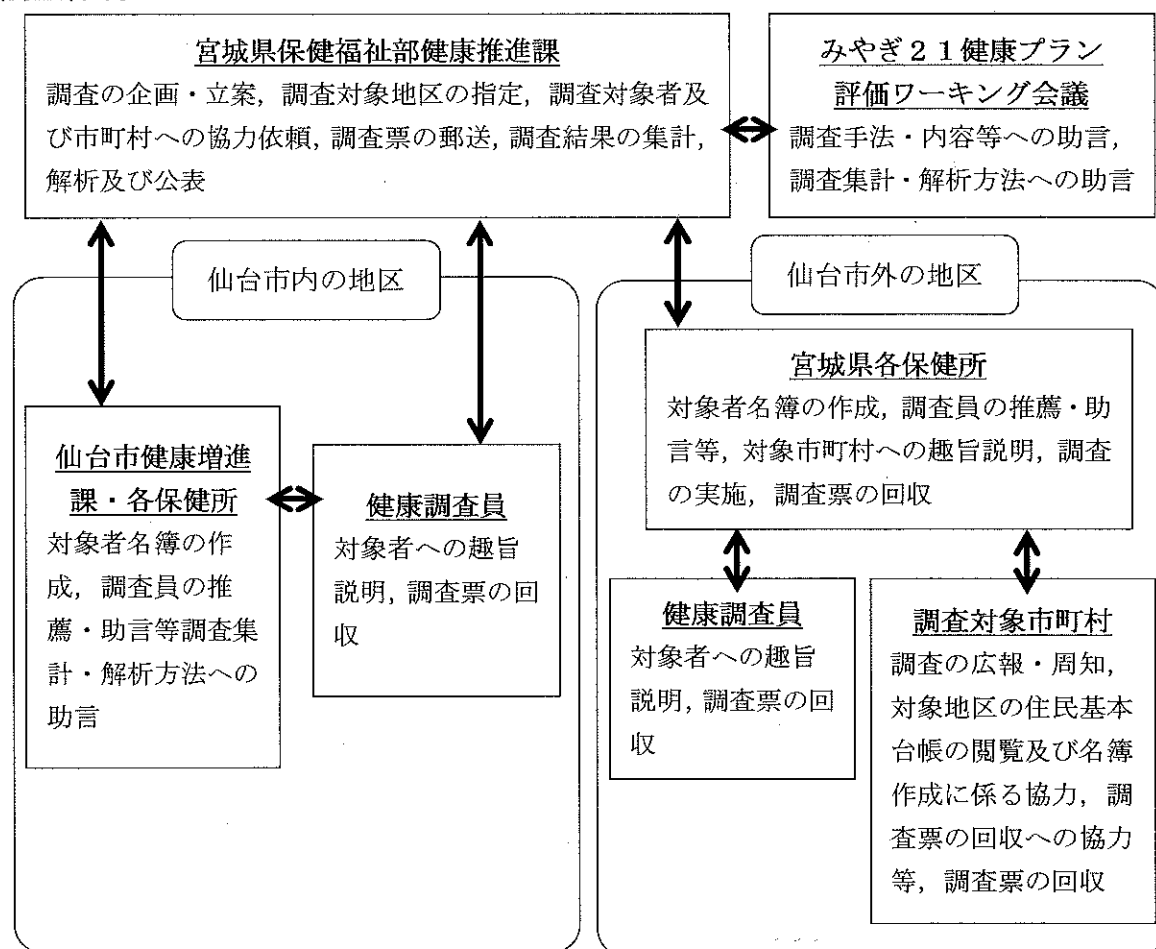 宮城県保健福祉部健康推進課
調査の企画・立案, 調査対象地区の指定, 調査対象者及
び市町村への協力依頼, 調査票の郵送, 調査結果の集計,
解析及び公表
みやぎ２１健康プラン
評価ワーキング会議
調査手法・内容等への助言,
調査集計・解析方法への助言
仙台市内の地区
仙台市健康増進
課・各保健所
対象者名簿の作
成, 調査員の推
薦・助言等調査集
計・解析方法への
助言
健康調査員
対象者への趣旨
説明, 調査票の回
収
仙台市外の地区
宮城県各保健所
対象者名簿の作成, 調査員の推薦・助
言等, 対象市町村への趣旨説明, 調査
の実施, 調査票の回収
健康調査員
対象者への趣旨
説明, 調査票の回
収
調査対象市町村
調査の広報・周知,
対象地区の住民基本
台帳の閲覧及び名簿
作成に係る協力, 調
査票の回収への協力
等, 調査票の回収